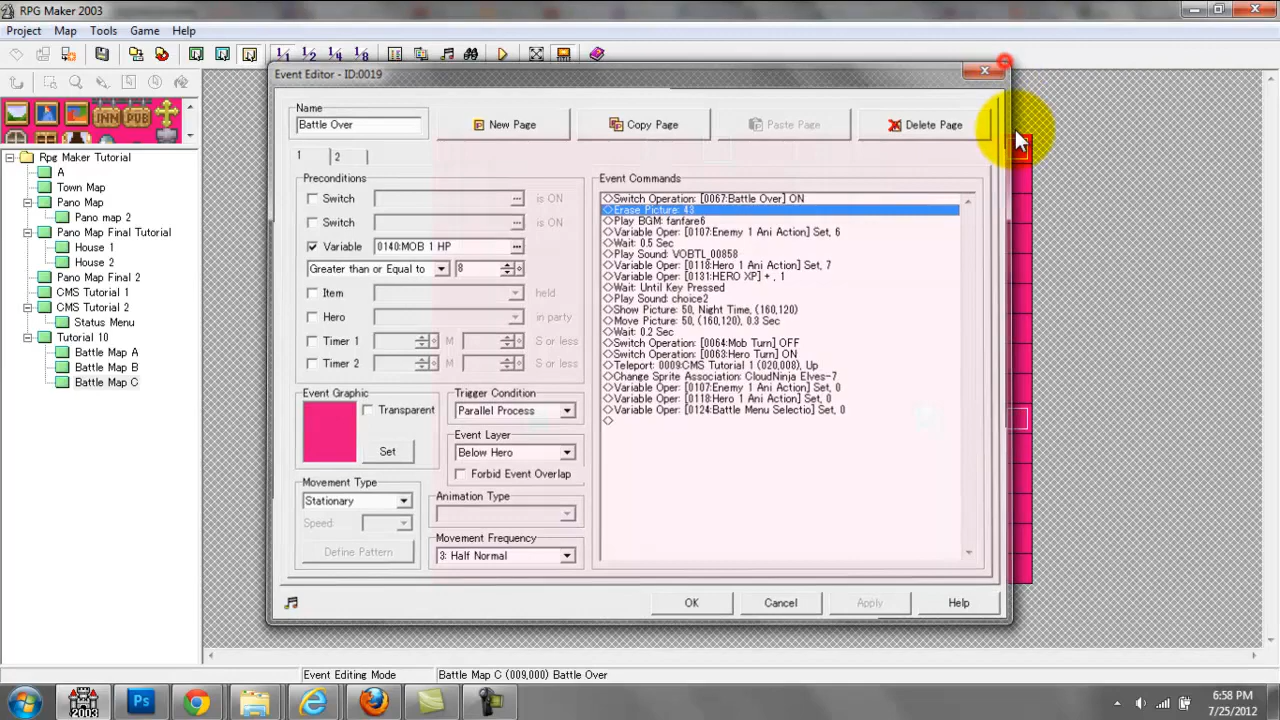 RPG Maker 2003
Project Map Tools Game Help
1/1 1/2 1/4 1/8
INN PUB
Rpg Maker Tutorial
A
Town Map
Pano Map
Pano map 2
Pano Map Final Tutorial
House 1
House 2
Pano Map Final 2
CMS Tutorial 1
CMS Tutorial 2
Status Menu
Tutorial 10
Battle Map A
Battle Map B
Battle Map C
Event Editor - ID:0019
Name
Battle Over
New Page
Copy Page
Paste Page
Delete Page
1 2
Preconditions
Switch ... is ON
Switch ... is ON
Variable 0140:MOB 1 HP ...
Greater than or Equal to 8
Item held
Hero in party
Timer 1 M S or less
Timer 2 M S or less
Event Graphic
Transparent
Set
Trigger Condition
Parallel Process
Event Layer
Below Hero
Forbid Event Overlap
Movement Type
Stationary
Speed
Define Pattern
Animation Type
Movement Frequency
3: Half Normal
Event Commands
◇Switch Operation: [0067:Battle Over] ON
◇Erase Picture: 43
◇Play BGM: fanfare6
◇Variable Oper: [0107:Enemy 1 Ani Action] Set, 6
◇Wait: 0.5 Sec
◇Play Sound: VOBTL_00858
◇Variable Oper: [0118:Hero 1 Ani Action] Set, 7
◇Variable Oper: [0131:HERO XP] + , 1
◇Wait: Until Key Pressed
◇Play Sound: choice2
◇Show Picture: 50, Night Time, (160,120)
◇Move Picture: 50, (160,120), 0.3 Sec
◇Wait: 0.2 Sec
◇Switch Operation: [0064:Mob Turn] OFF
◇Switch Operation: [0063:Hero Turn] ON
◇Teleport: 0009:CMS Tutorial 1 (020,008), Up
◇Change Sprite Association: CloudNinja Elves-7
◇Variable Oper: [0107:Enemy 1 Ani Action] Set, 0
◇Variable Oper: [0118:Hero 1 Ani Action] Set, 0
◇Variable Oper: [0124:Battle Menu Selectio] Set, 0
◇
OK Cancel Apply Help
Event Editing Mode
Battle Map C (009,000) Battle Over
2003
Ps
6:58 PM
7/25/2012